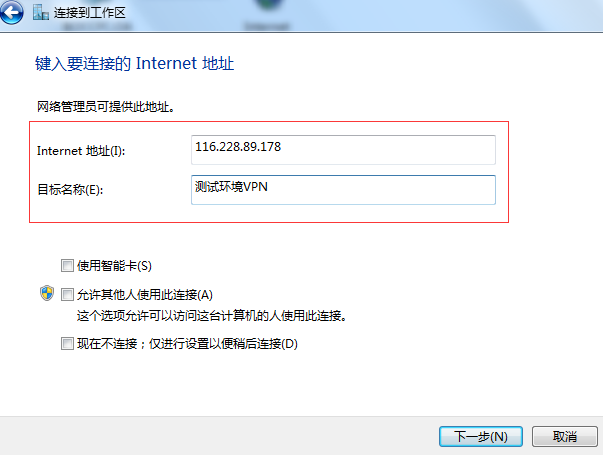 连接到工作区
键入要连接的 Internet 地址
网络管理员可提供此地址。
Internet 地址(I):
116.228.89.178
目标名称(E):
测试环境VPN
使用智能卡(S)
允许其他人使用此连接(A)
这个选项允许可以访问这台计算机的人使用此连接。
现在不连接；仅进行设置以便稍后连接(D)
下一步(N)
取消